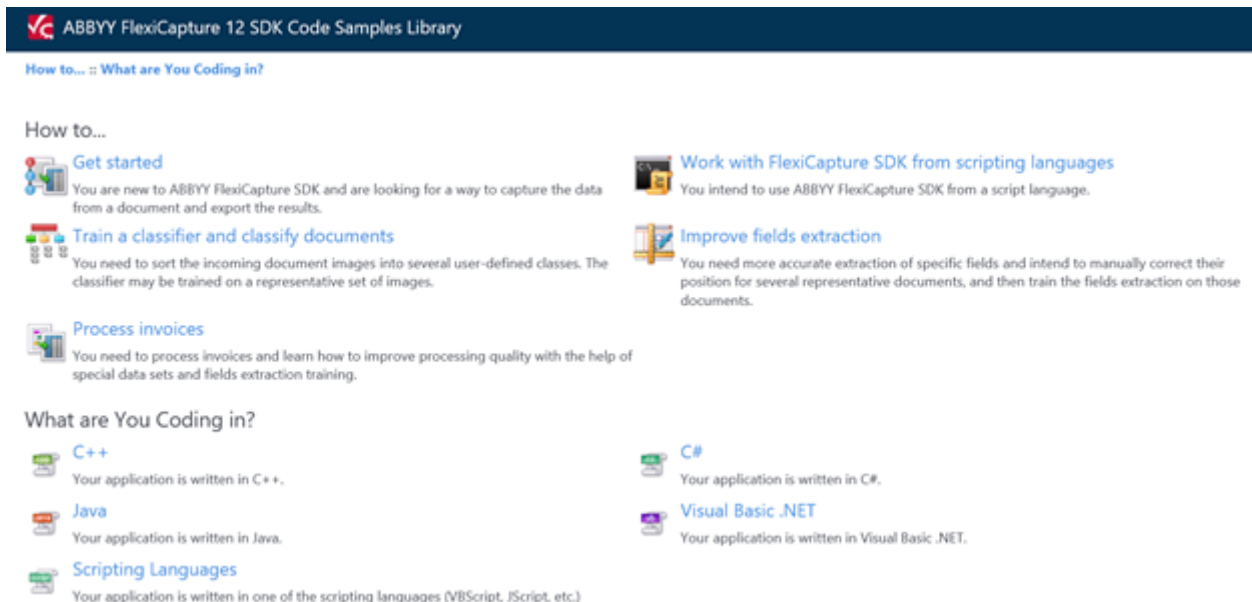 ABBYY FlexiCapture 12 SDK Code Samples Library
How to... :: What are You Coding in?
How to...
Get started
You are new to ABBYY FlexiCapture SDK and are looking for a way to capture the data
from a document and export the results.
Work with FlexiCapture SDK from scripting languages
You intend to use ABBYY FlexiCapture SDK from a script language.
Train a classifier and classify documents
You need to sort the incoming document images into several user-defined classes. The
classifier may be trained on a representative set of images.
Improve fields extraction
You need more accurate extraction of specific fields and intend to manually correct their
position for several representative documents, and then train the fields extraction on those
documents.
Process invoices
You need to process invoices and learn how to improve processing quality with the help of
special data sets and fields extraction training.
What are You Coding in?
C++
Your application is written in C++.
C#
Your application is written in C#.
Java
Your application is written in Java.
Visual Basic .NET
Your application is written in Visual Basic .NET.
Scripting Languages
Your application is written in one of the scripting languages (VBScript, JScript, etc.)